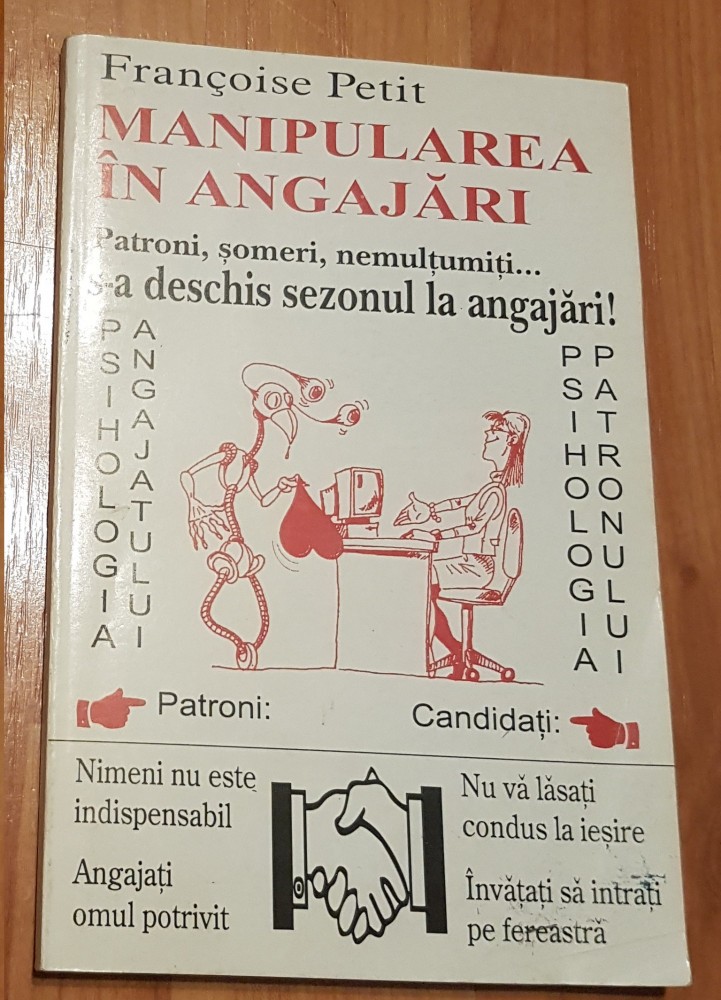 Françoise Petit
MANIPULAREA
ÎN ANGAJĂRI
Patroni, șomeri, nemulțumiți...
s-a deschis sezonul la angajări!
PSIHOLOGIA
ANGAJATULUI
PSIHOLOGIA
PATRONULUI
Patroni:
Candidați:
Nimeni nu este
indispensabil
Angajați
omul potrivit
Nu vă lăsați
condus la ieșire
Învățați să intrați
pe fereastră